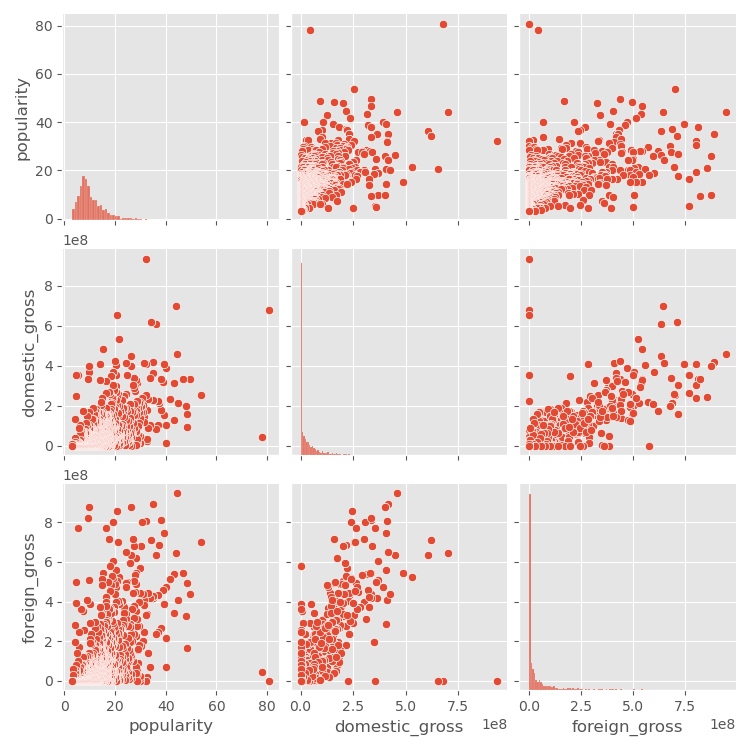 80
60
40
20
0
popularity
1e8
8
6
4
2
0
domestic_gross
1e8
8
6
4
2
0
foreign_gross
0 20 40 60 80 0.0 2.5 5.0 7.5 0.0 2.5 5.0 7.5
1e8 1e8
popularity domestic_gross foreign_gross